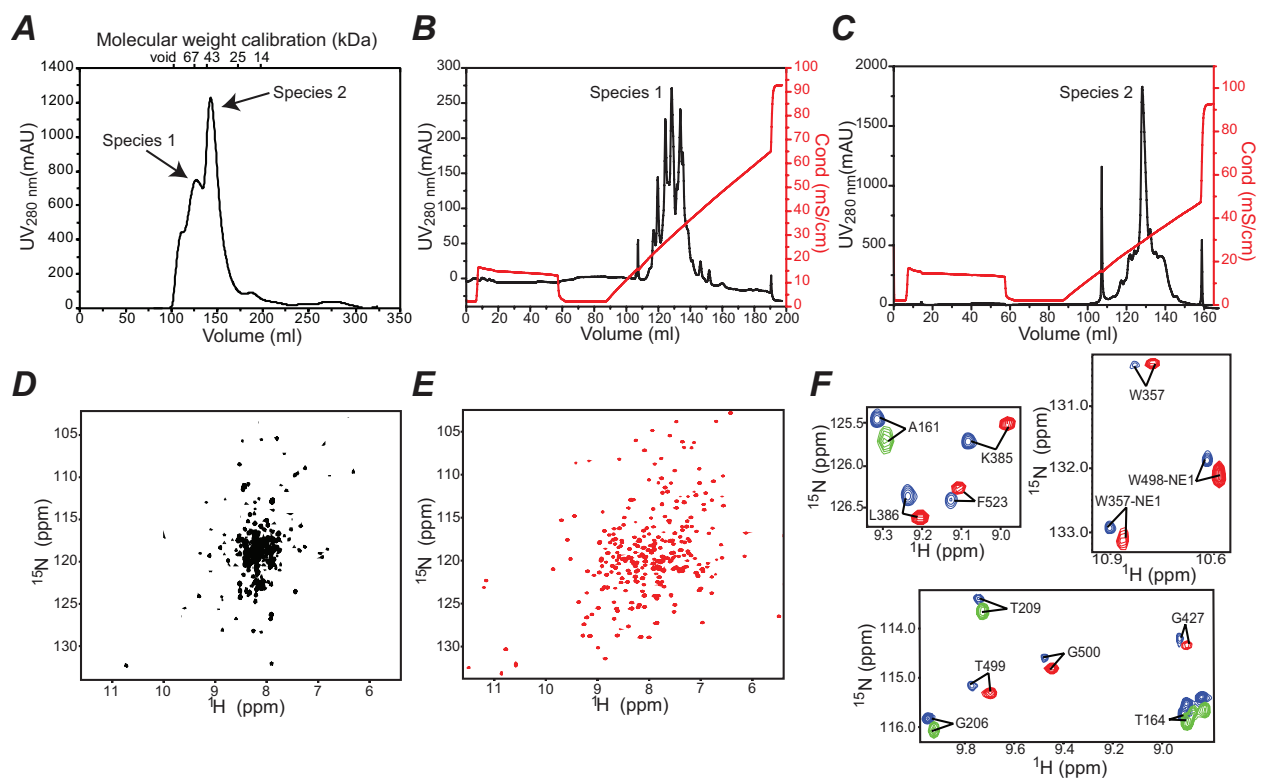 A
Molecular weight calibration (kDa)
void 67 43 25 14
1400
1200
1000
800
600
400
200
0
UV280 nm(mAU)
Species 1
Species 2
0 50 100 150 200 250 300 350
Volume (ml)
B
300
250
200
150
100
50
0
UV280 nm(mAU)
Species 1
100
90
80
70
60
50
40
30
20
10
0
Cond (mS/cm)
0 20 40 60 80 100 120 140 160 180 200
Volume (ml)
C
2000
1500
1000
500
250
0
UV280 nm(mAU)
Species 2
100
80
60
40
20
0
Cond (mS/cm)
0 20 40 60 80 100 120 140 160
Volume (ml)
D
105
110
115
120
125
130
15N (ppm)
11 10 9 8 7 6
1H (ppm)
E
105
110
115
120
125
130
15N (ppm)
11 10 9 8 7 6
1H (ppm)
F
125.5
126.0
126.5
15N (ppm)
A161
K385
L386
F523
9.3 9.2 9.1 9.0
1H (ppm)
131.0
132.0
133.0
15N (ppm)
W357
W498-NE1
W357-NE1
10.9 10.6
1H (ppm)
114.0
115.0
116.0
15N (ppm)
T209
G427
G500
T499
G206
T164
9.8 9.6 9.4 9.2 9.0
1H (ppm)